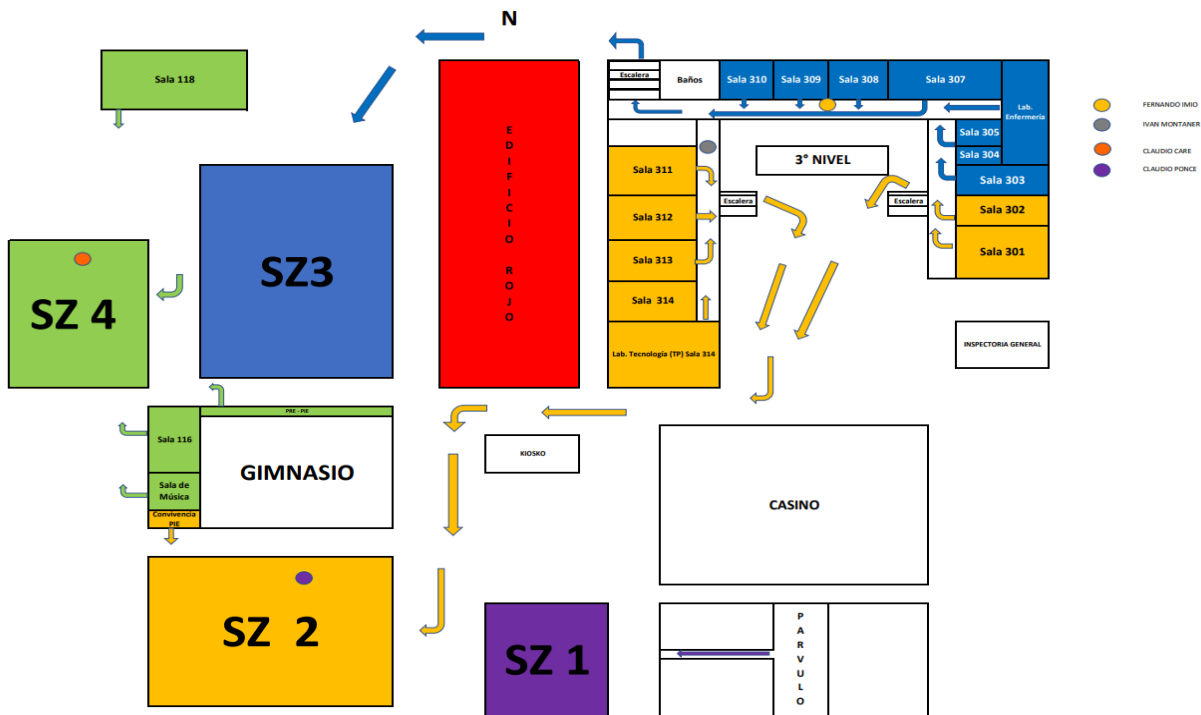 N
Sala 118
EDIFICIO ROJO
Escalera
Baños
Sala 310
Sala 309
Sala 308
Sala 307
Lab.
Enfermería
Sala 305
Sala 304
Sala 303
Sala 302
Sala 301
3° NIVEL
Escalera
Escalera
Sala 311
Sala 312
Sala 313
Sala 314
Lab. Tecnología (TP) Sala 314
INSPECTORIA GENERAL
FERNANDO IMIO
IVAN MONTANER
CLAUDIO CARE
CLAUDIO PONCE
SZ3
SZ 4
PRE - PIE
Sala 116
Sala de
Música
Convivencia
PIE
GIMNASIO
KIOSKO
CASINO
SZ 2
SZ 1
PARVULO